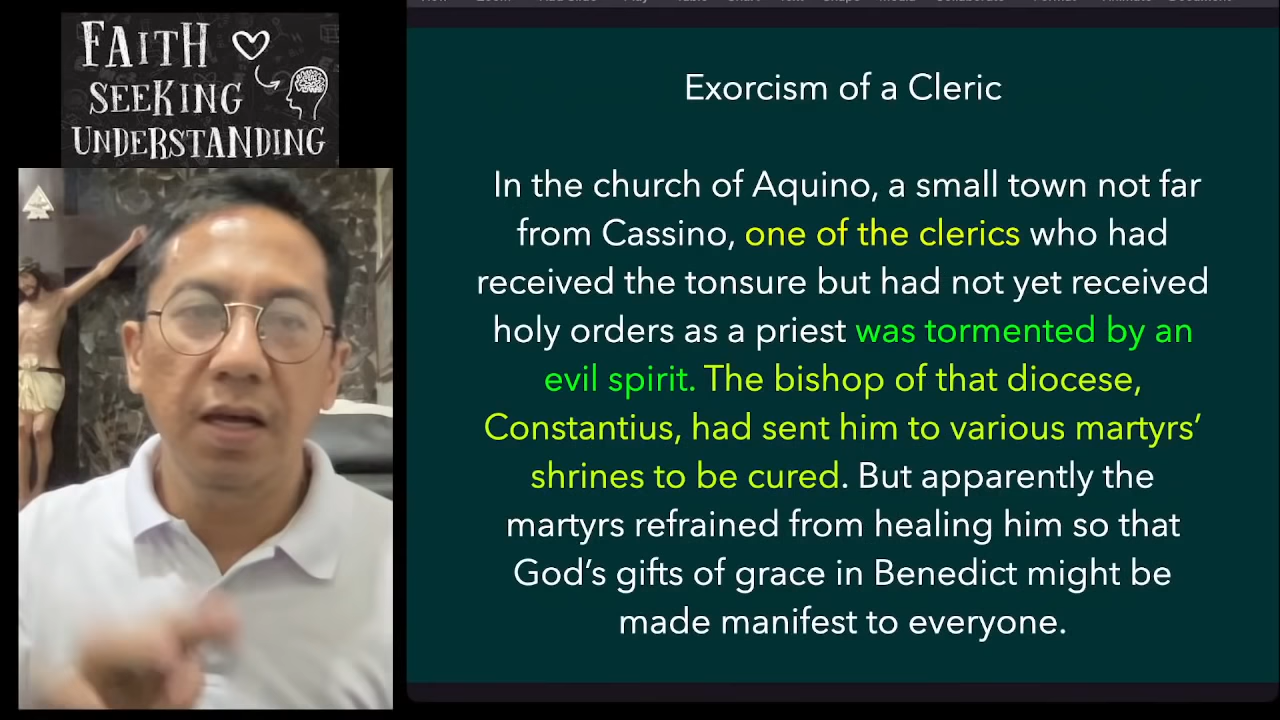 FAITH
SEEKING
UNDERSTANDING
Exorcism of a Cleric
In the church of Aquino, a small town not far
from Cassino, one of the clerics who had
received the tonsure but had not yet received
holy orders as a priest was tormented by an
evil spirit. The bishop of that diocese,
Constantius, had sent him to various martyrs’
shrines to be cured. But apparently the
martyrs refrained from healing him so that
God’s gifts of grace in Benedict might be
made manifest to everyone.